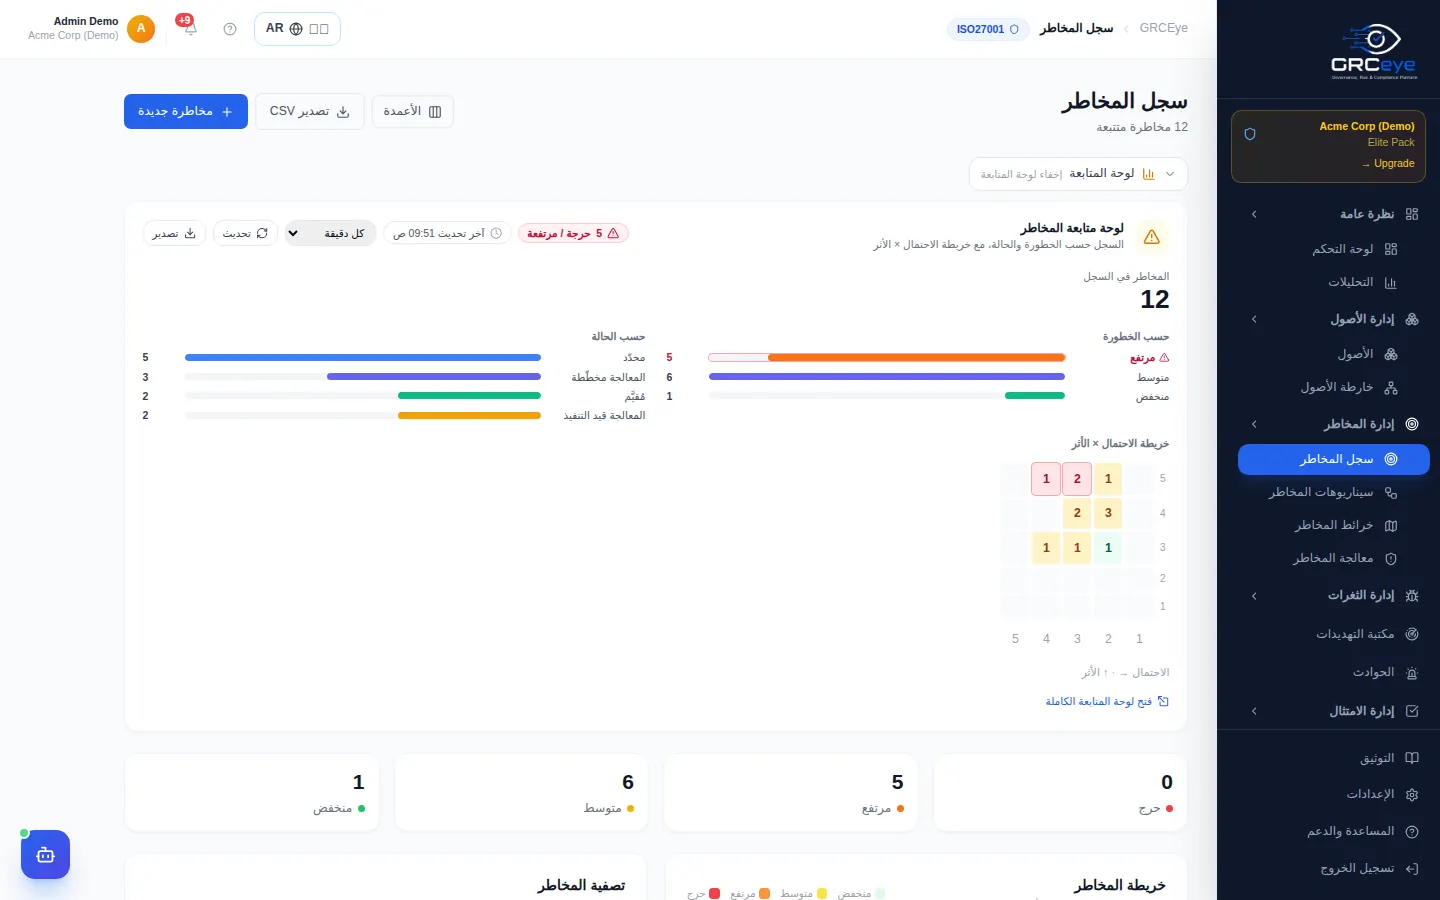 GRCeye
Governance, Risk & Compliance Platform
Acme Corp (Demo)
Elite Pack
Upgrade →
نظرة عامة
لوحة التحكم
التحليلات
إدارة الأصول
الأصول
خارطة الأصول
إدارة المخاطر
سجل المخاطر
سيناريوهات المخاطر
خرائط المخاطر
معالجة المخاطر
إدارة الثغرات
مكتبة التهديدات
الحوادث
إدارة الامتثال
التوثيق
الإعدادات
المساعدة والدعم
تسجيل الخروج
GRCEye
سجل المخاطر
ISO27001
AR
+9
A
Admin Demo
Acme Corp (Demo)
سجل المخاطر
12 مخاطرة متتبعة
الأعمدة
تصدير CSV
مخاطرة جديدة
لوحة المتابعة إخفاء لوحة المتابعة
لوحة متابعة المخاطر
السجل حسب الخطورة والحالة، مع خريطة الاحتمال × الأثر
5 حرجة / مرتفعة
آخر تحديث 09:51 ص
كل دقيقة
تحديث
تصدير
المخاطر في السجل
12
حسب الخطورة
مرتفع 5
متوسط 6
منخفض 1
حسب الحالة
محدّد 5
المعالجة مخطّطة 3
مُقيَّم 2
المعالجة قيد التنفيذ 2
خريطة الاحتمال × الأثر
5 1 2 1
4 3 2
3 1 1 1
2
1
1 2 3 4 5
الاحتمال → · ↑ الأثر
فتح لوحة المتابعة الكاملة
0
حرج
5
مرتفع
6
متوسط
1
منخفض
خريطة المخاطر
منخفض
متوسط
مرتفع
حرج
تصفية المخاطر